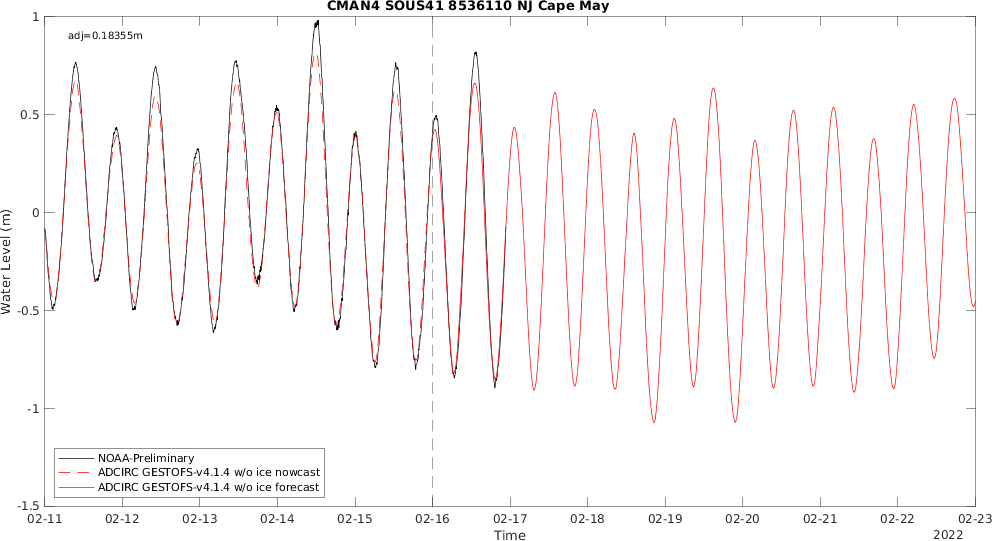 CMAN4 SOUS41 8536110 NJ Cape May
adj=0.18355m
1
0.5
0
-0.5
-1
-1.5
Water Level (m)
NOAA-Preliminary
ADCIRC GESTOFS-v4.1.4 w/o ice nowcast
ADCIRC GESTOFS-v4.1.4 w/o ice forecast
02-11 02-12 02-13 02-14 02-15 02-16 02-17 02-18 02-19 02-20 02-21 02-22 02-23
Time
2022